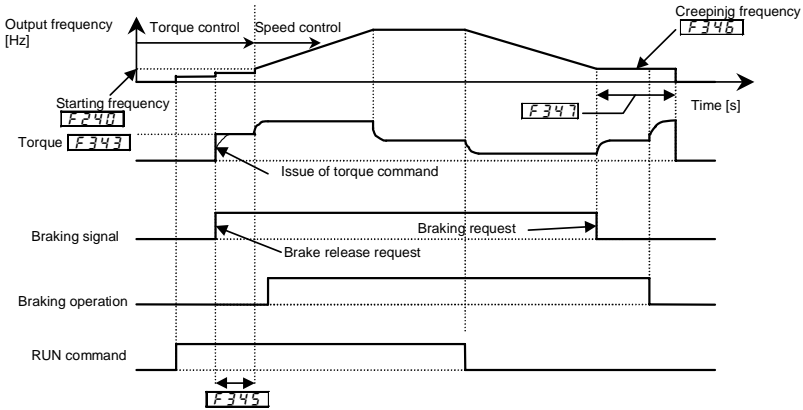 Output frequency
[Hz]
Torque control
Speed control
Creepinjg frequency
F346
Starting frequency
F240
F347
Time [s]
Torque F343
Issue of torque command
Braking signal
Braking request
Brake release request
Braking operation
RUN command
F345